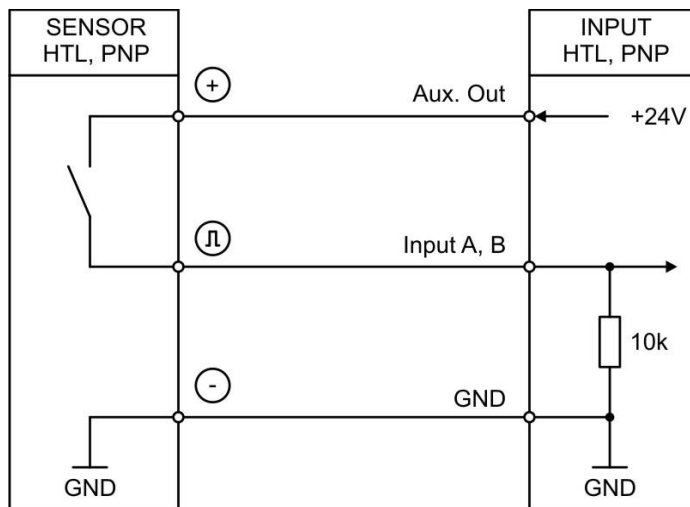 SENSOR
HTL, PNP
INPUT
HTL, PNP
+
Aux. Out
+24V
Input A, B
10k
-
GND
GND
GND